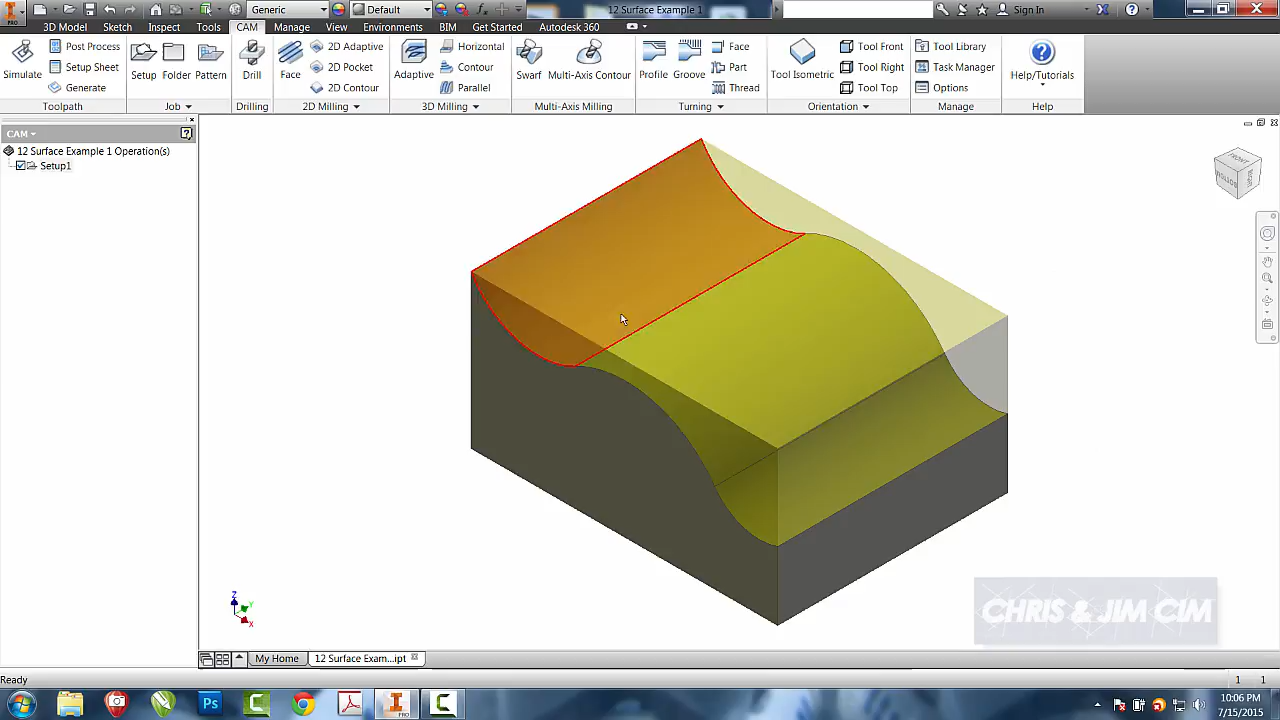 PRO
Generic
Default
12 Surface Example 1
Sign In
3D Model
Sketch
Inspect
Tools
CAM
Manage
View
Environments
BIM
Get Started
Autodesk 360
Simulate
Post Process
Setup Sheet
Generate
Toolpath
Setup
Folder
Job
Drill
Drilling
Face
2D Adaptive
2D Pocket
2D Contour
2D Milling
Adaptive
Horizontal
Contour
Parallel
3D Milling
Swarf
Multi-Axis Contour
Multi-Axis Milling
Profile
Groove
Face
Part
Thread
Turning
Tool Isometric
Tool Front
Tool Right
Tool Top
Orientation
Tool Library
Task Manager
Options
Manage
Help/Tutorials
Help
CAM
12 Surface Example 1 Operation(s)
Setup1
FRONT
Z
Y
X
CHRIS & JIM CIM
My Home
12 Surface Exam...ipt
Ready
1
1
Ps
PRO
10:06 PM
7/15/2015